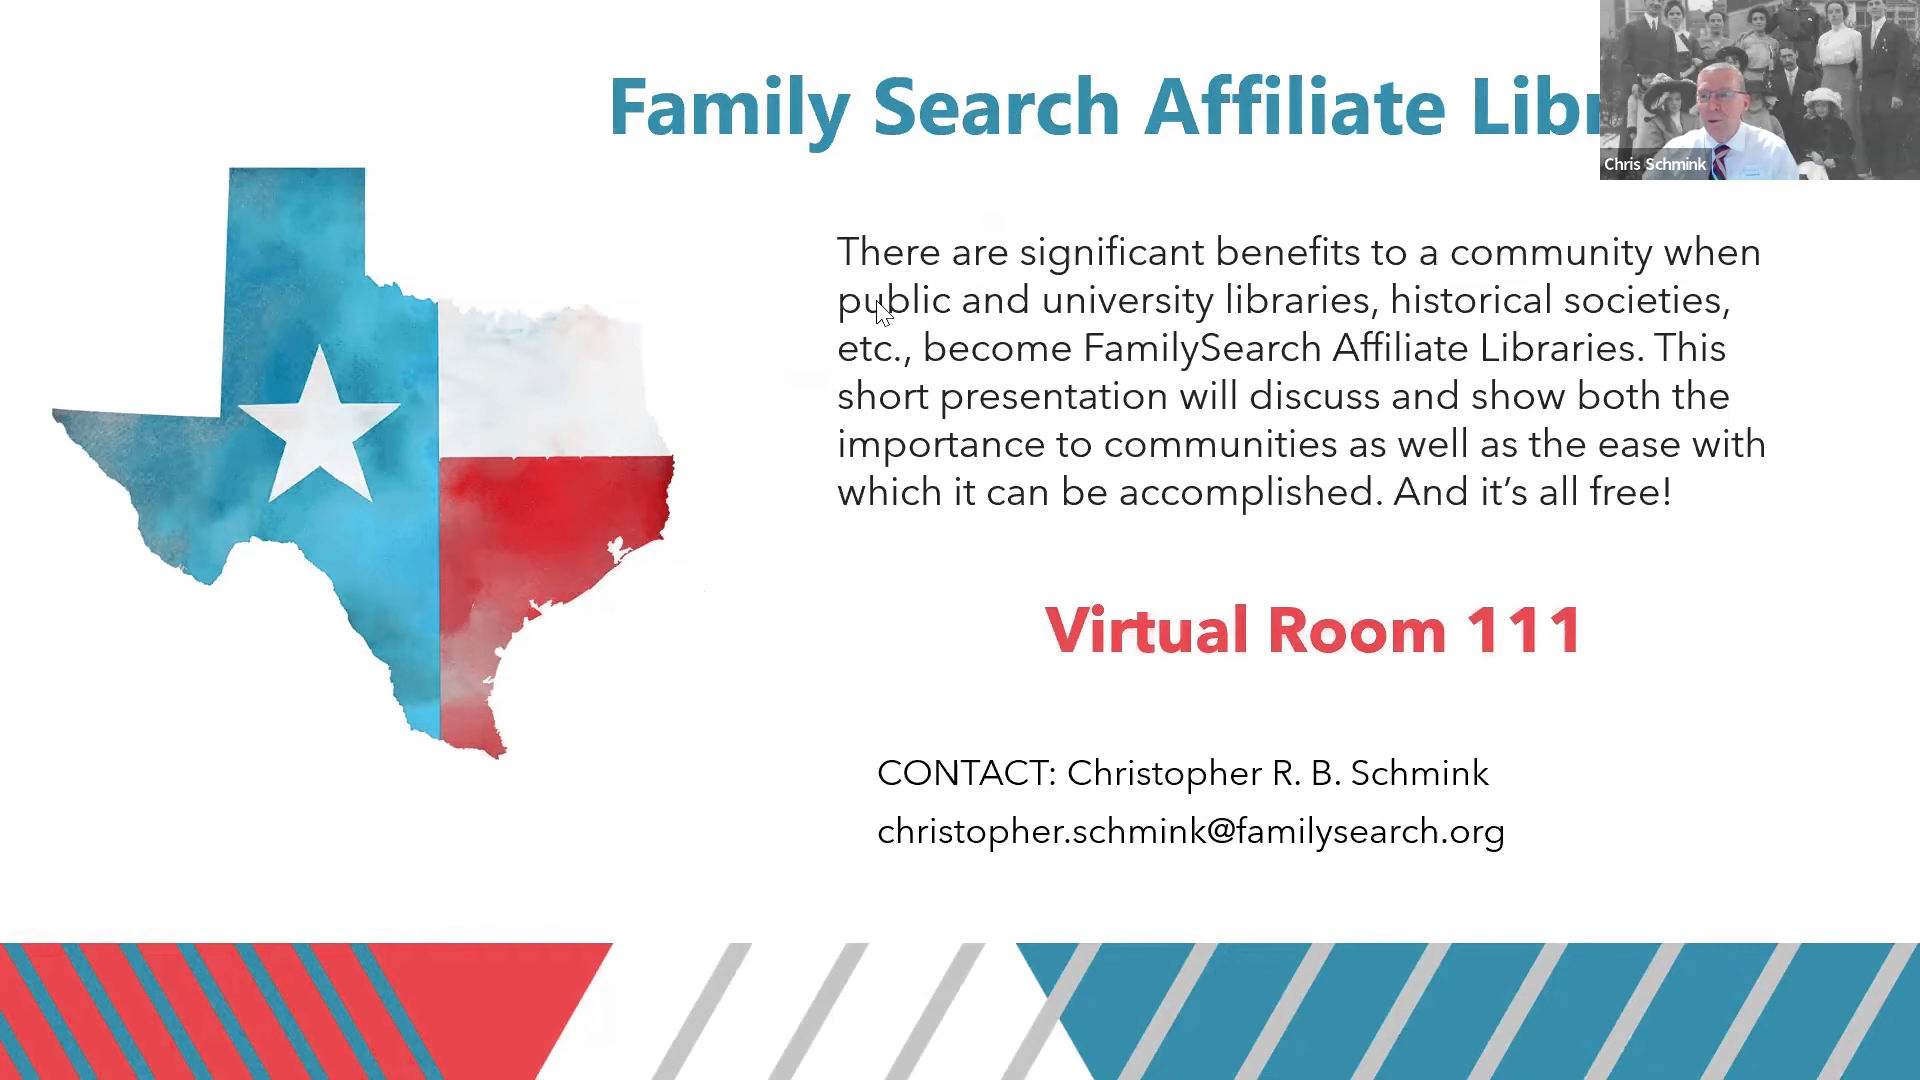 Family Search Affiliate
Chris Schmink
There are significant benefits to a community when
public and university libraries, historical societies,
etc., become FamilySearch Affiliate Libraries. This
short presentation will discuss and show both the
importance to communities as well as the ease with
which it can be accomplished. And it’s all free!
Virtual Room 111
CONTACT: Christopher R. B. Schmink
christopher.schmink@familysearch.org